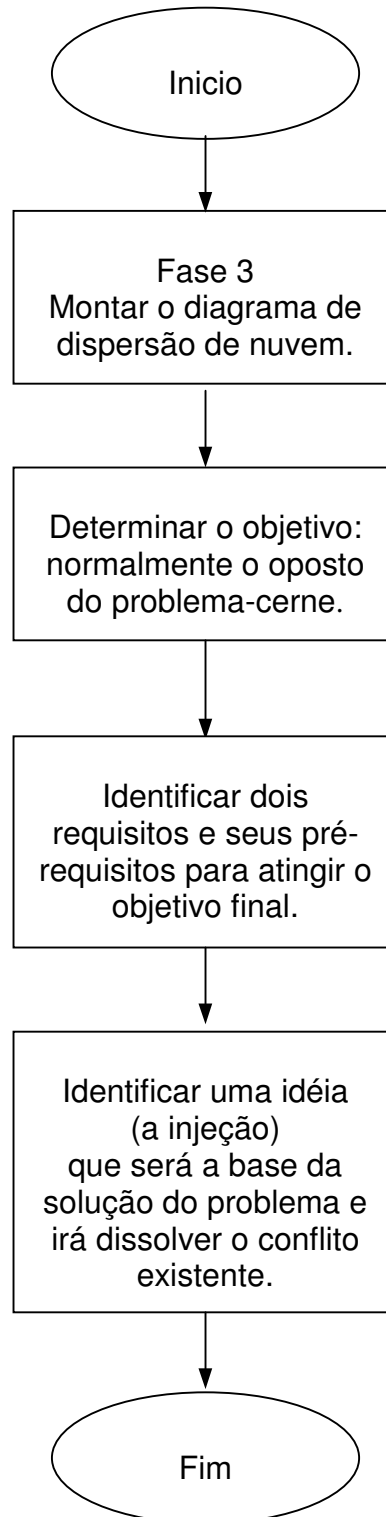 Inicio
Fase 3
Montar o diagrama de
dispersão de nuvem.
Determinar o objetivo:
normalmente o oposto
do problema-cerne.
Identificar dois
requisitos e seus pré-
requisitos para atingir o
objetivo final.
Identificar uma idéia
(a injeção)
que será a base da
solução do problema e
irá dissolver o conflito
existente.
Fim